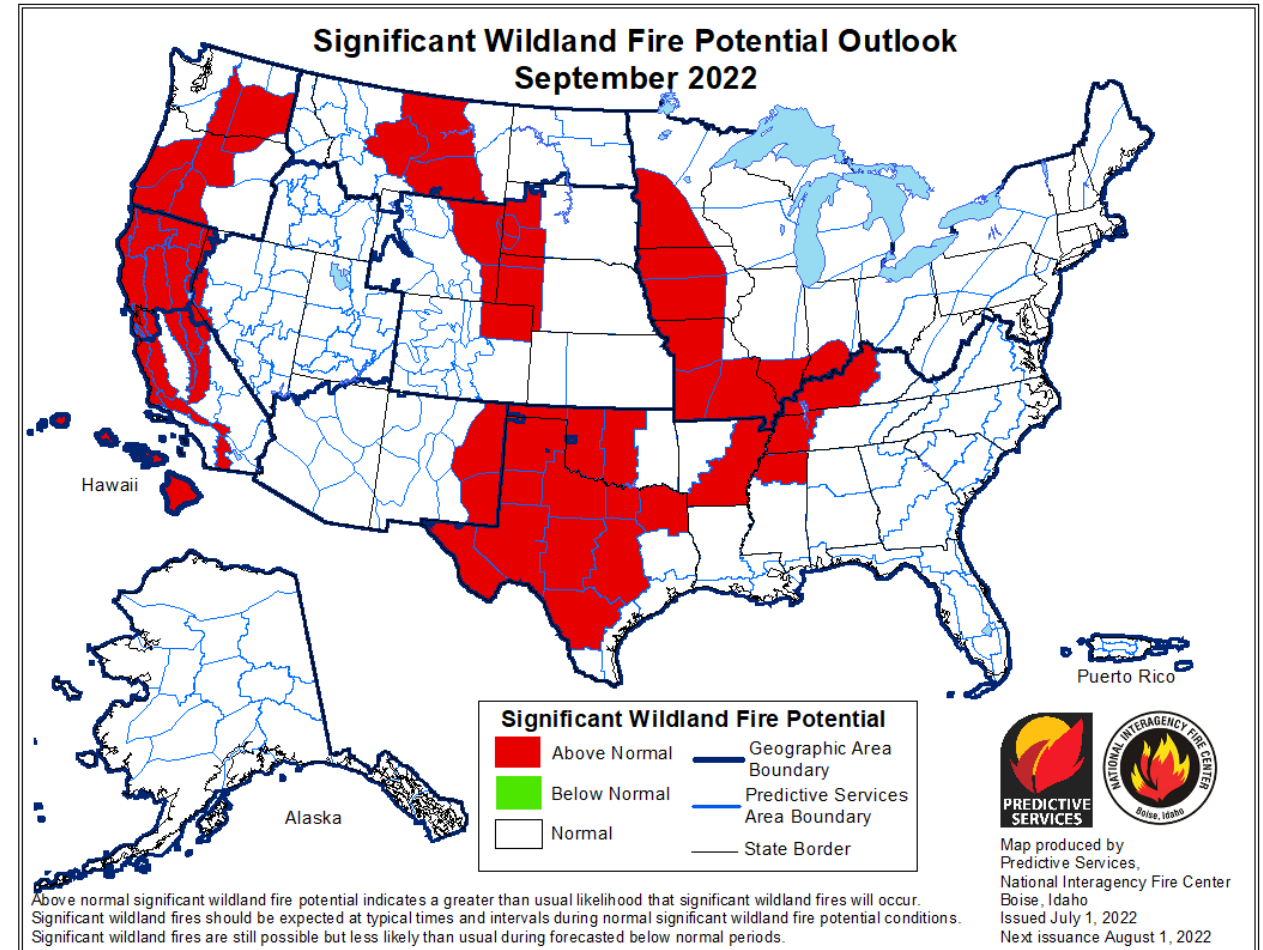 Significant Wildland Fire Potential Outlook
September 2022
Hawaii
Alaska
Puerto Rico
Significant Wildland Fire Potential
Above Normal
Below Normal
Normal
Geographic Area
Boundary
Predictive Services
Area Boundary
State Border
PREDICTIVE
SERVICES
NATIONAL INTERAGENCY FIRE CENTER
Boise, Idaho
Map produced by
Predictive Services,
National Interagency Fire Center
Boise, Idaho
Issued July 1, 2022
Next issuance August 1, 2022
Above normal significant wildland fire potential indicates a greater than usual likelihood that significant wildland fires will occur.
Significant wildland fires should be expected at typical times and intervals during normal significant wildland fire potential conditions.
Significant wildland fires are still possible but less likely than usual during forecasted below normal periods.